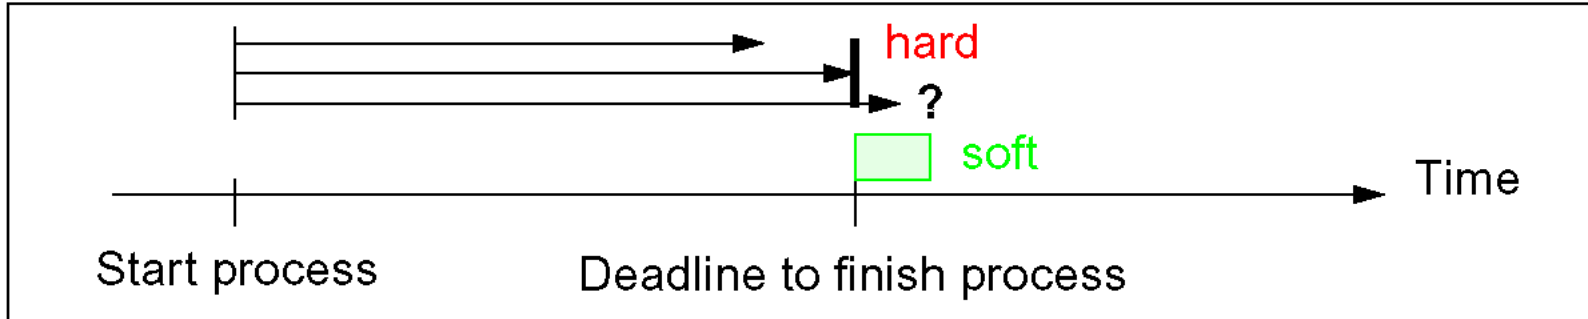 hard
?
soft
Time
Start process
Deadline to finish process